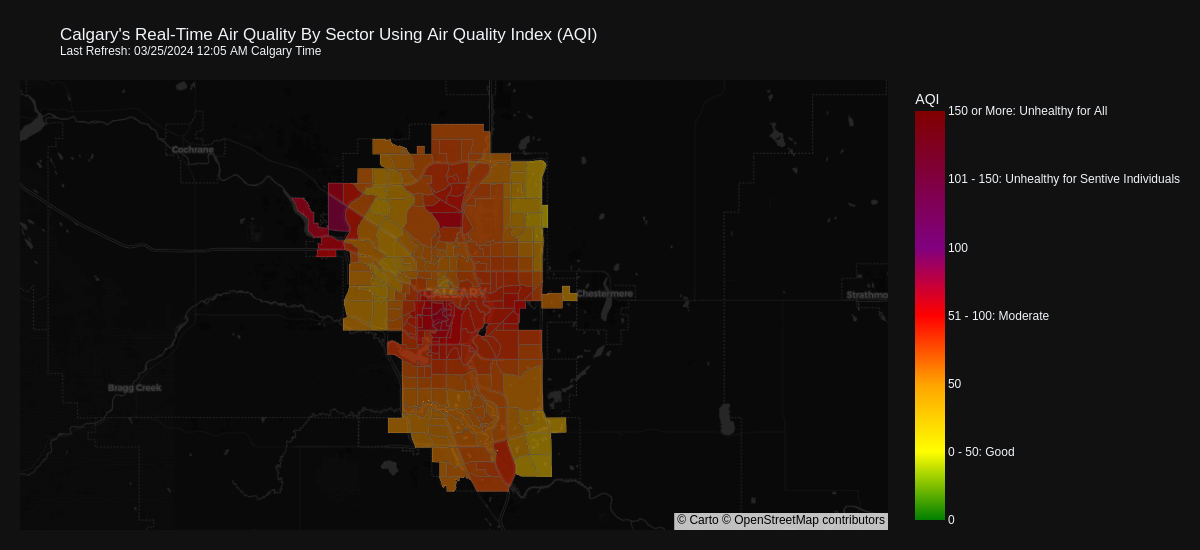 Calgary's Real-Time Air Quality By Sector Using Air Quality Index (AQI)
Last Refresh: 03/25/2024 12:05 AM Calgary Time
AQI
150 or More: Unhealthy for All
101 - 150: Unhealthy for Sentive Individuals
100
51 - 100: Moderate
50
0 - 50: Good
0
Cochrane
CALGARY
Chestermere
Strathmo
Bragg Creek
© Carto © OpenStreetMap contributors